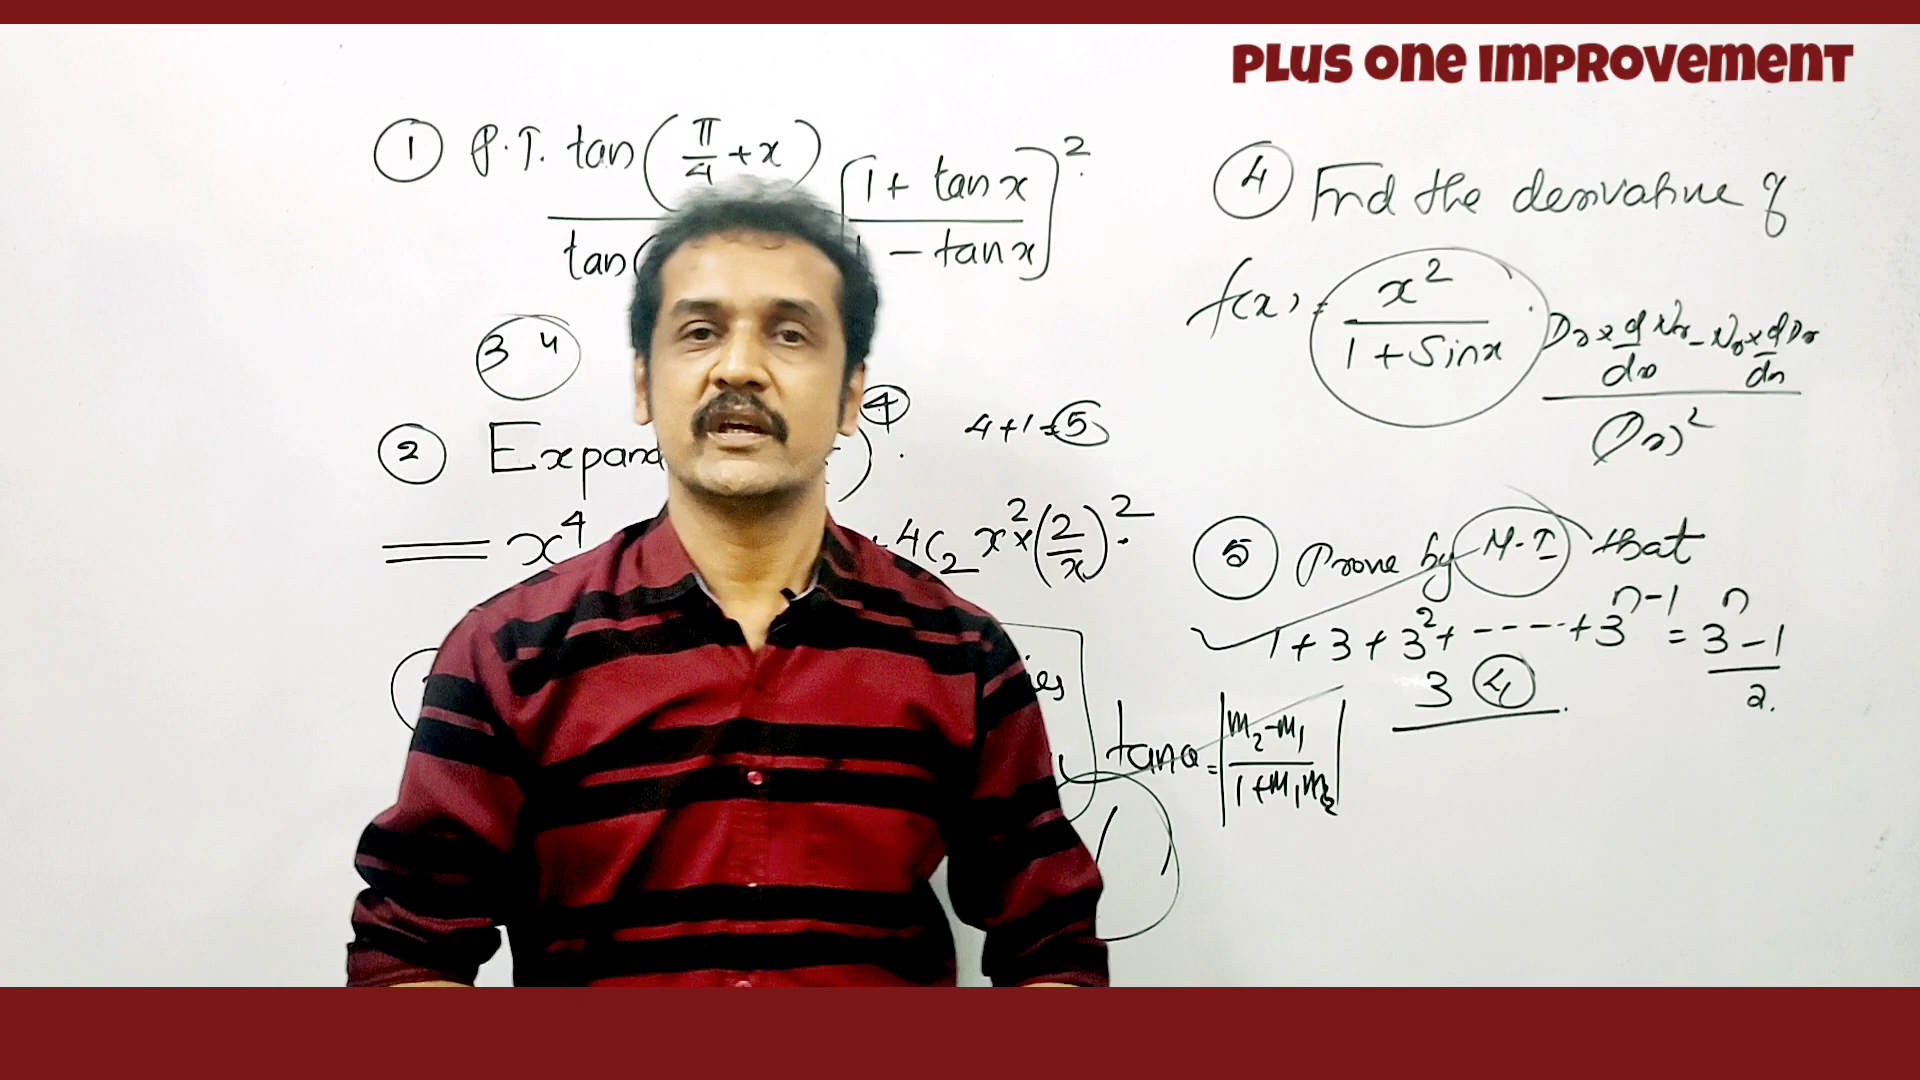 PLUS ONE IMPROVEMENT
① P.T. tan(π/4 + x)
tan(
[1 + tan x
- tan x]²
3 4
② Expand )④
4+1=5
= x⁴
4C₂ x² × (2/x)²
ies
tan θ = |m₂-m₁ / 1+m₁m₂|
④ Find the derivative of
f(x) = x² / 1 + Sinx
Dr × d/dx Nr - Nr × d/dx Dr / (Dr)²
⑤ Prove by M.I that
1 + 3 + 3² + ----- + 3ⁿ⁻¹ = 3ⁿ - 1 / 2.
3 ④